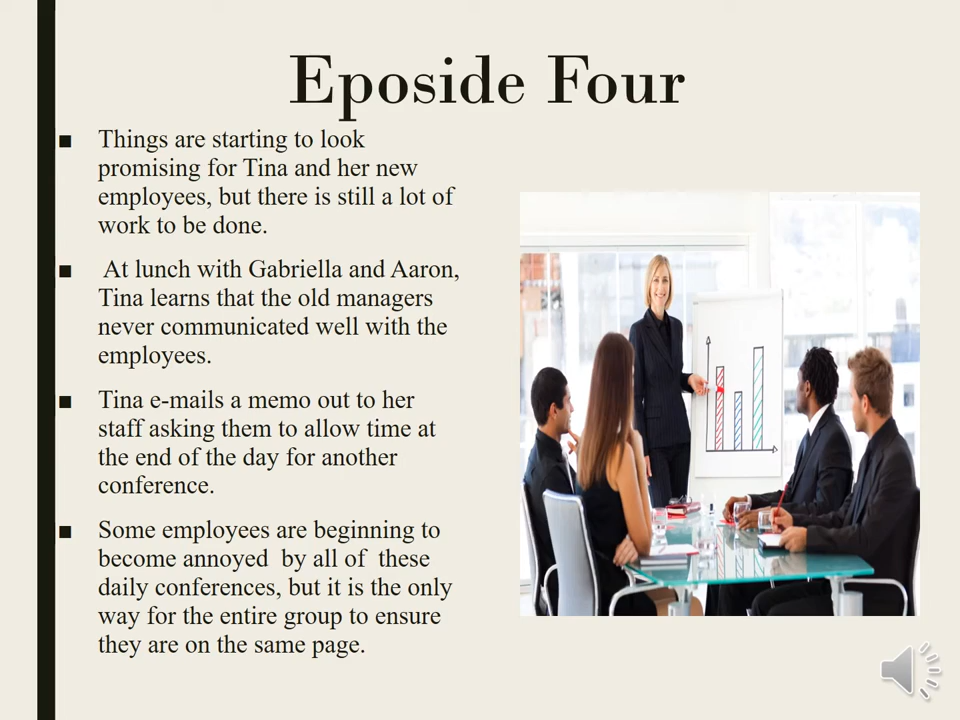 Eposide Four
■ Things are starting to look
promising for Tina and her new
employees, but there is still a lot of
work to be done.
■ At lunch with Gabriella and Aaron,
Tina learns that the old managers
never communicated well with the
employees.
■ Tina e-mails a memo out to her
staff asking them to allow time at
the end of the day for another
conference.
■ Some employees are beginning to
become annoyed by all of these
daily conferences, but it is the only
way for the entire group to ensure
they are on the same page.